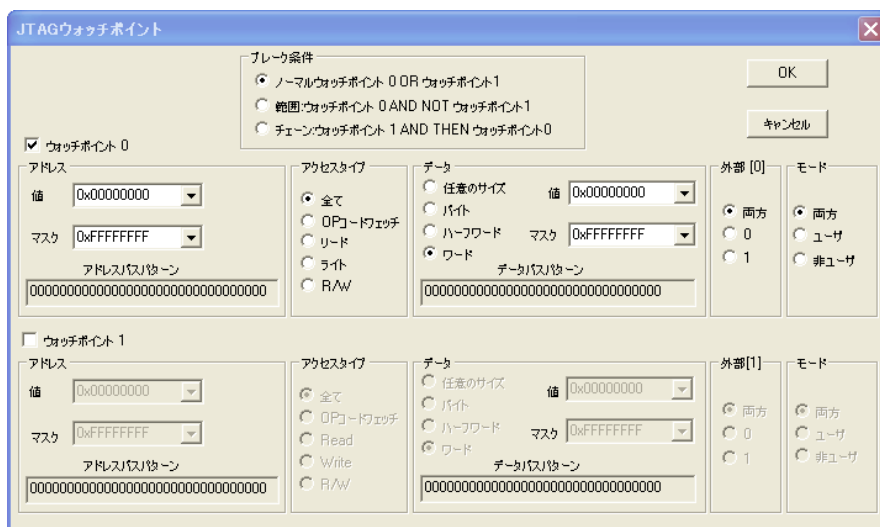 JTAGウォッチポイント
ブレーク条件
ノーマルウォッチポイント 0 OR ウォッチポイント1
範囲:ウォッチポイント 0 AND NOT ウォッチポイント1
チェーン:ウォッチポイント 1 AND THEN ウォッチポイント0
OK
キャンセル
ウォッチポイント 0
アドレス
値 0x00000000
マスク 0xFFFFFFFF
アドレスバスパターン
00000000000000000000000000000000
アクセスタイプ
全て
OPコードフェッチ
リード
ライト
R/W
データ
任意のサイズ
バイト
ハーフワード
ワード
値 0x00000000
マスク 0xFFFFFFFF
データバスパターン
00000000000000000000000000000000
外部 [0]
両方
0
1
モード
両方
ユーザ
非ユーザ
ウォッチポイント 1
アドレス
値 0x00000000
マスク 0xFFFFFFFF
アドレスバスパターン
00000000000000000000000000000000
アクセスタイプ
全て
OPコードフェッチ
Read
Write
R/W
データ
任意のサイズ
バイト
ハーフワード
ワード
値 0x00000000
マスク 0xFFFFFFFF
データバスパターン
00000000000000000000000000000000
外部[1]
両方
0
1
モード
両方
ユーザ
非ユーザ